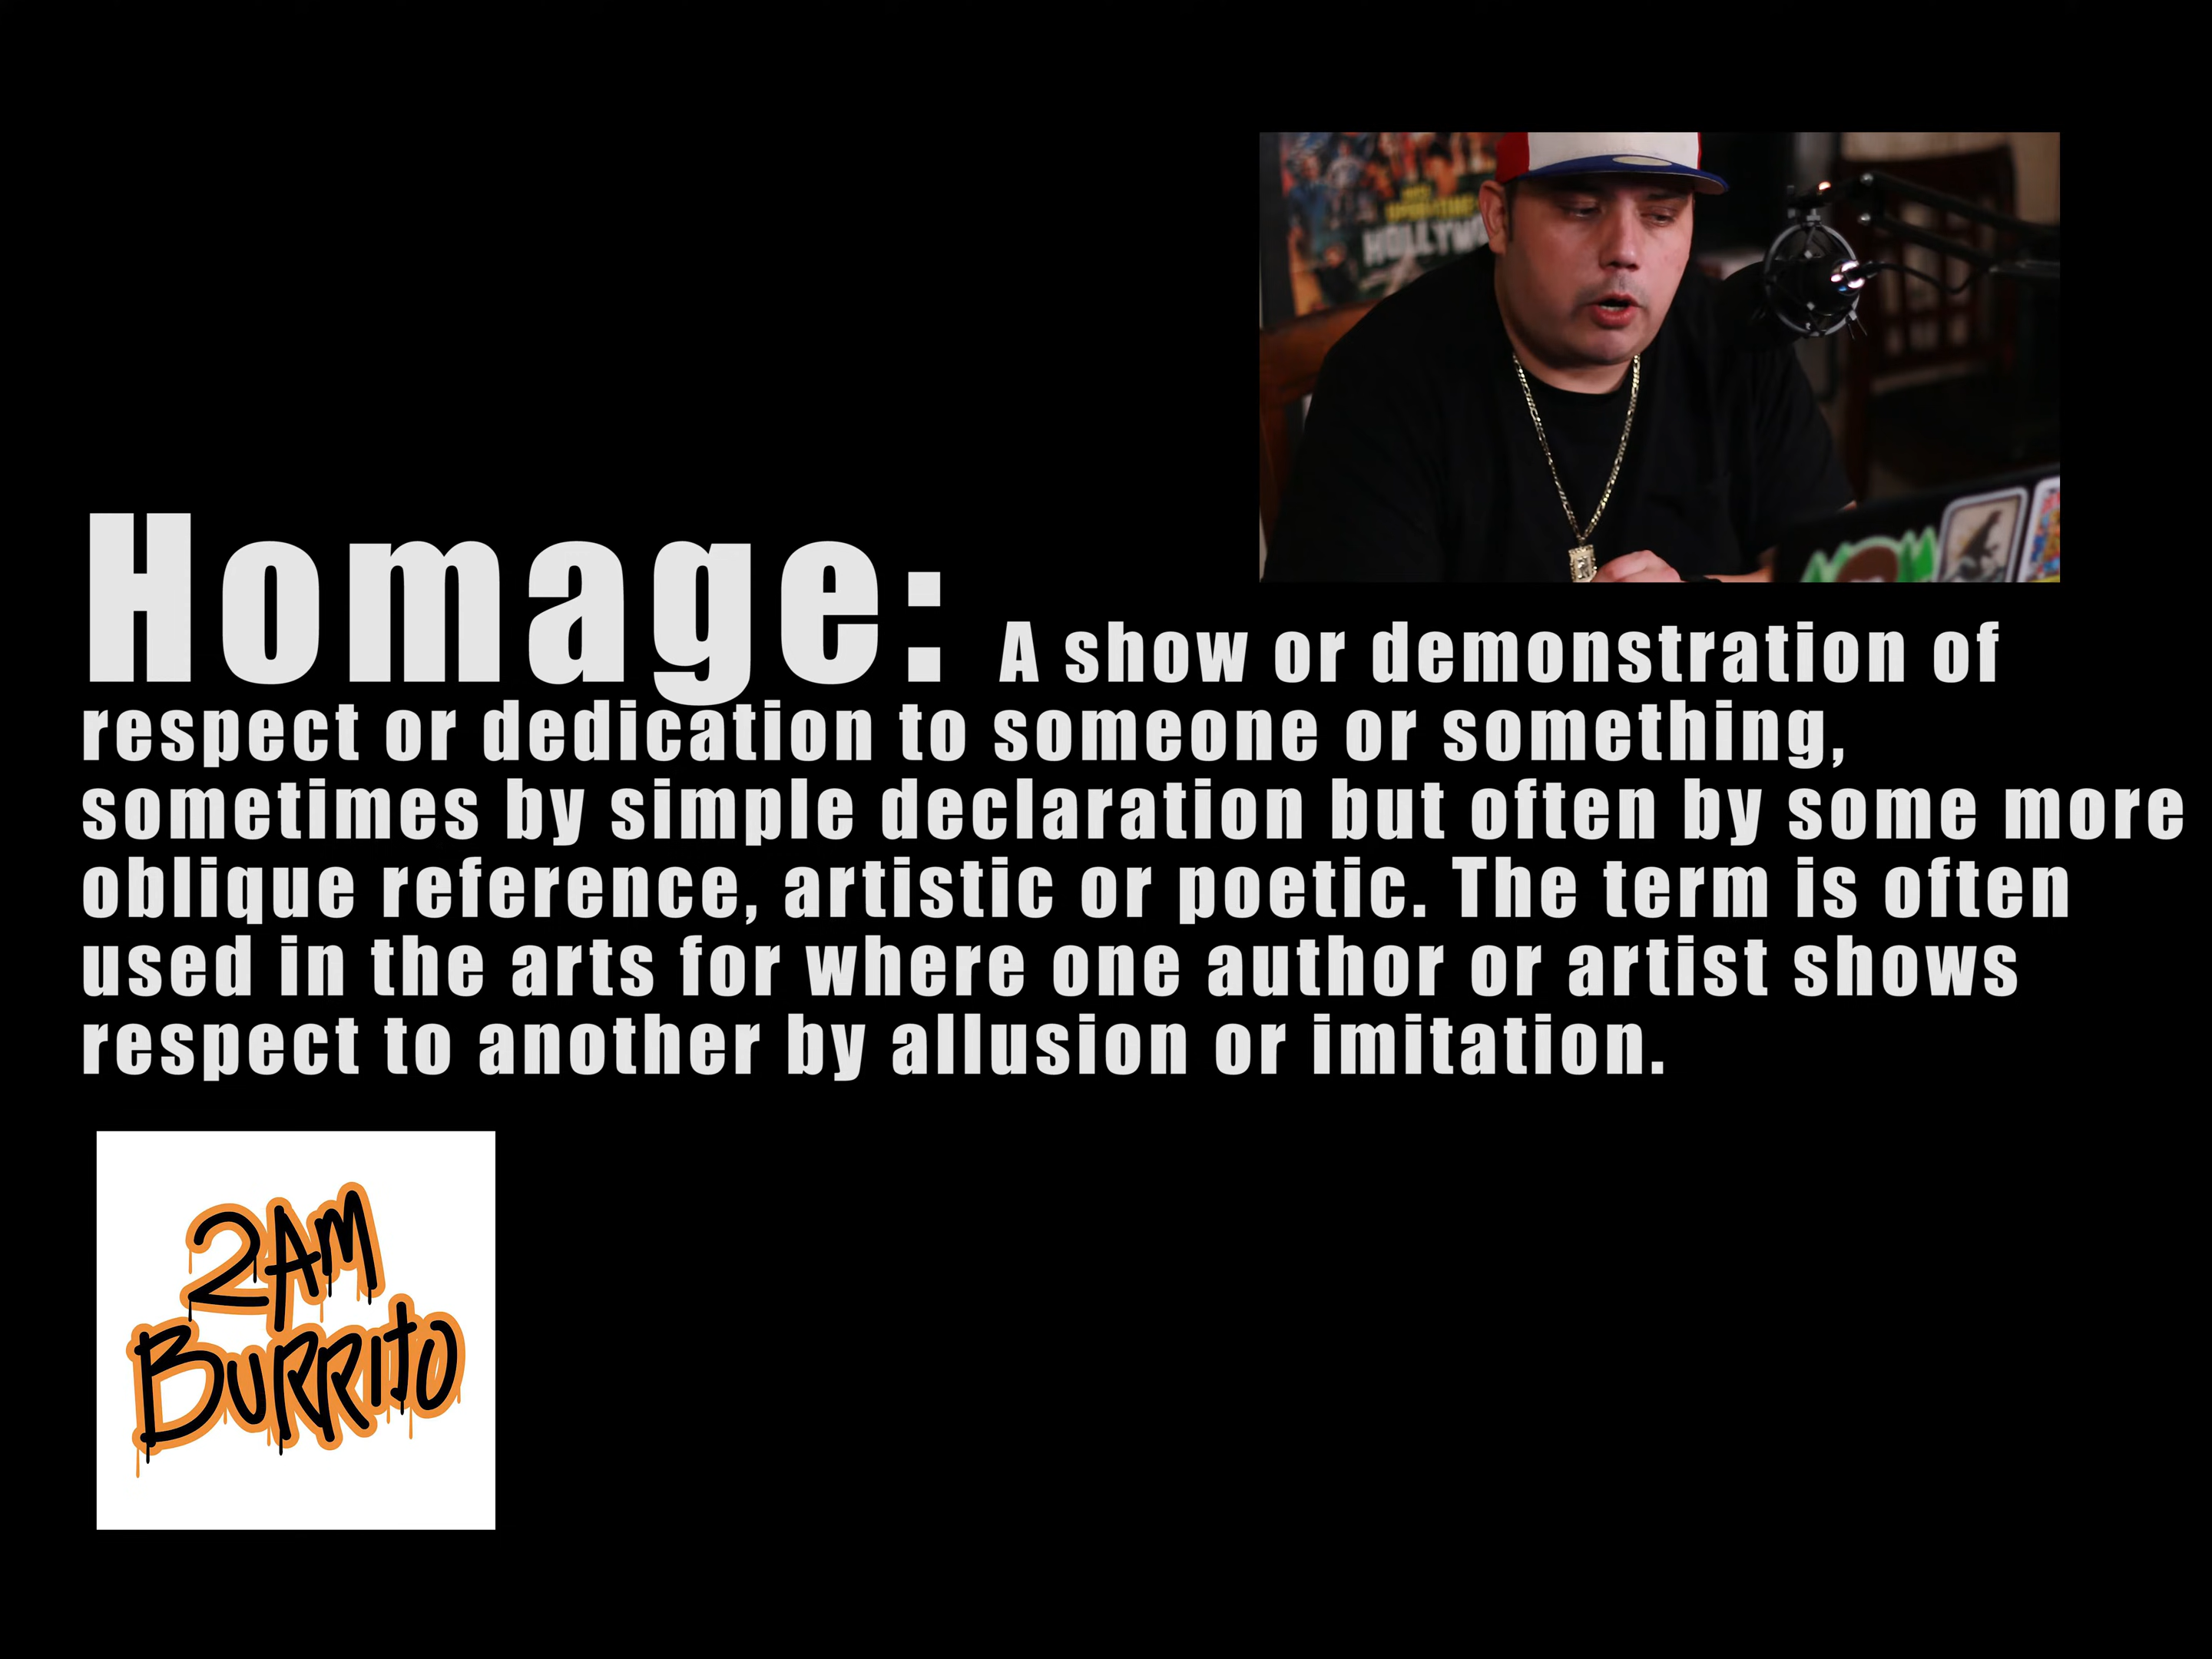 HOLLYWO
Homage: A show or demonstration of
respect or dedication to someone or something,
sometimes by simple declaration but often by some more
oblique reference, artistic or poetic. The term is often
used in the arts for where one author or artist shows
respect to another by allusion or imitation.
2AM
BURRITO